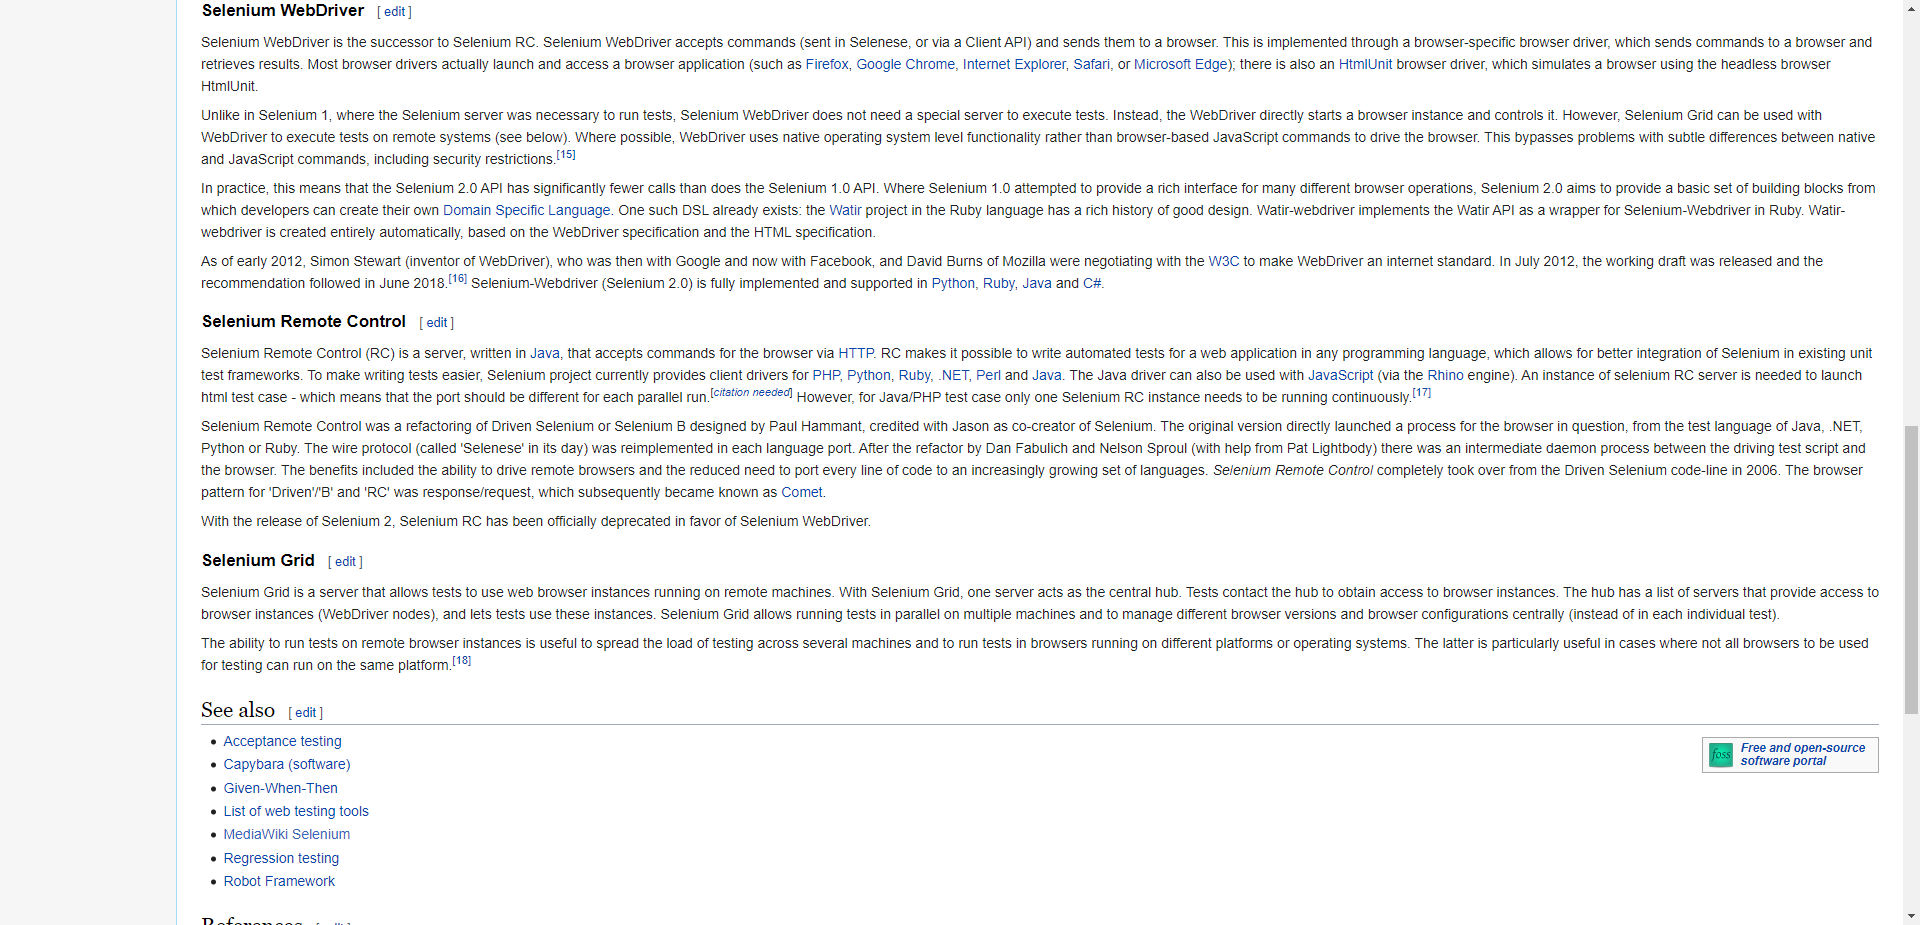 Selenium WebDriver [ edit ]
Selenium WebDriver is the successor to Selenium RC. Selenium WebDriver accepts commands (sent in Selenese, or via a Client API) and sends them to a browser. This is implemented through a browser-specific browser driver, which sends commands to a browser and
retrieves results. Most browser drivers actually launch and access a browser application (such as Firefox, Google Chrome, Internet Explorer, Safari, or Microsoft Edge); there is also an HtmlUnit browser driver, which simulates a browser using the headless browser
HtmlUnit.
Unlike in Selenium 1, where the Selenium server was necessary to run tests, Selenium WebDriver does not need a special server to execute tests. Instead, the WebDriver directly starts a browser instance and controls it. However, Selenium Grid can be used with
WebDriver to execute tests on remote systems (see below). Where possible, WebDriver uses native operating system level functionality rather than browser-based JavaScript commands to drive the browser. This bypasses problems with subtle differences between native
and JavaScript commands, including security restrictions.[15]
In practice, this means that the Selenium 2.0 API has significantly fewer calls than does the Selenium 1.0 API. Where Selenium 1.0 attempted to provide a rich interface for many different browser operations, Selenium 2.0 aims to provide a basic set of building blocks from
which developers can create their own Domain Specific Language. One such DSL already exists: the Watir project in the Ruby language has a rich history of good design. Watir-webdriver implements the Watir API as a wrapper for Selenium-Webdriver in Ruby. Watir-
webdriver is created entirely automatically, based on the WebDriver specification and the HTML specification.
As of early 2012, Simon Stewart (inventor of WebDriver), who was then with Google and now with Facebook, and David Burns of Mozilla were negotiating with the W3C to make WebDriver an internet standard. In July 2012, the working draft was released and the
recommendation followed in June 2018.[16] Selenium-Webdriver (Selenium 2.0) is fully implemented and supported in Python, Ruby, Java and C#.
Selenium Remote Control [ edit ]
Selenium Remote Control (RC) is a server, written in Java, that accepts commands for the browser via HTTP. RC makes it possible to write automated tests for a web application in any programming language, which allows for better integration of Selenium in existing unit
test frameworks. To make writing tests easier, Selenium project currently provides client drivers for PHP, Python, Ruby, .NET, Perl and Java. The Java driver can also be used with JavaScript (via the Rhino engine). An instance of selenium RC server is needed to launch
html test case - which means that the port should be different for each parallel run.[citation needed] However, for Java/PHP test case only one Selenium RC instance needs to be running continuously.[17]
Selenium Remote Control was a refactoring of Driven Selenium or Selenium B designed by Paul Hammant, credited with Jason as co-creator of Selenium. The original version directly launched a process for the browser in question, from the test language of Java, .NET,
Python or Ruby. The wire protocol (called 'Selenese' in its day) was reimplemented in each language port. After the refactor by Dan Fabulich and Nelson Sproul (with help from Pat Lightbody) there was an intermediate daemon process between the driving test script and
the browser. The benefits included the ability to drive remote browsers and the reduced need to port every line of code to an increasingly growing set of languages. Selenium Remote Control completely took over from the Driven Selenium code-line in 2006. The browser
pattern for 'Driven'/'B' and 'RC' was response/request, which subsequently became known as Comet.
With the release of Selenium 2, Selenium RC has been officially deprecated in favor of Selenium WebDriver.
Selenium Grid [ edit ]
Selenium Grid is a server that allows tests to use web browser instances running on remote machines. With Selenium Grid, one server acts as the central hub. Tests contact the hub to obtain access to browser instances. The hub has a list of servers that provide access to
browser instances (WebDriver nodes), and lets tests use these instances. Selenium Grid allows running tests in parallel on multiple machines and to manage different browser versions and browser configurations centrally (instead of in each individual test).
The ability to run tests on remote browser instances is useful to spread the load of testing across several machines and to run tests in browsers running on different platforms or operating systems. The latter is particularly useful in cases where not all browsers to be used
for testing can run on the same platform.[18]
See also [ edit ]
Acceptance testing
Capybara (software)
Given-When-Then
List of web testing tools
MediaWiki Selenium
Regression testing
Robot Framework
foss
Free and open-source
software portal
References [ edit ]